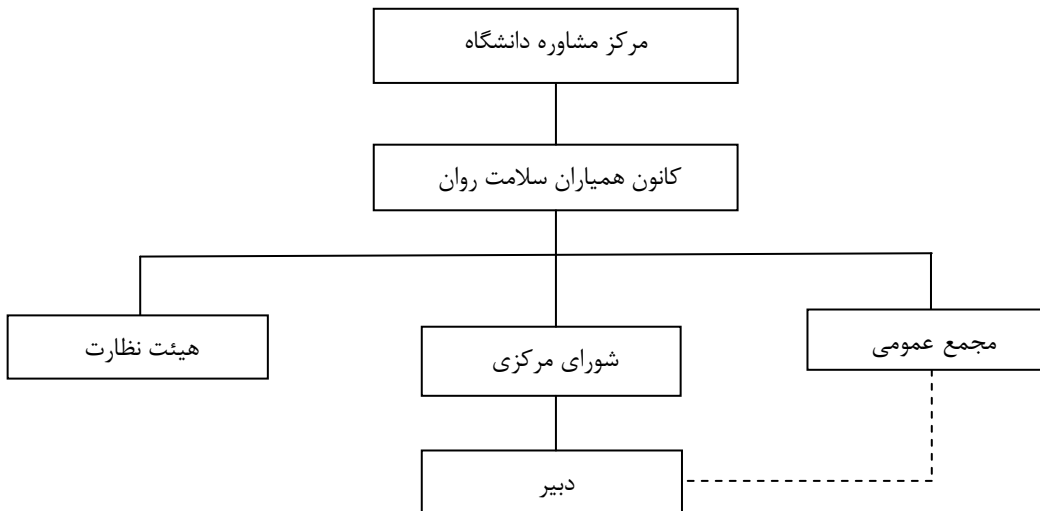 مرکز مشاوره دانشگاه
کانون همیاران سلامت روان
مجمع عمومی
شورای مرکزی
هیئت نظارت
دبیر